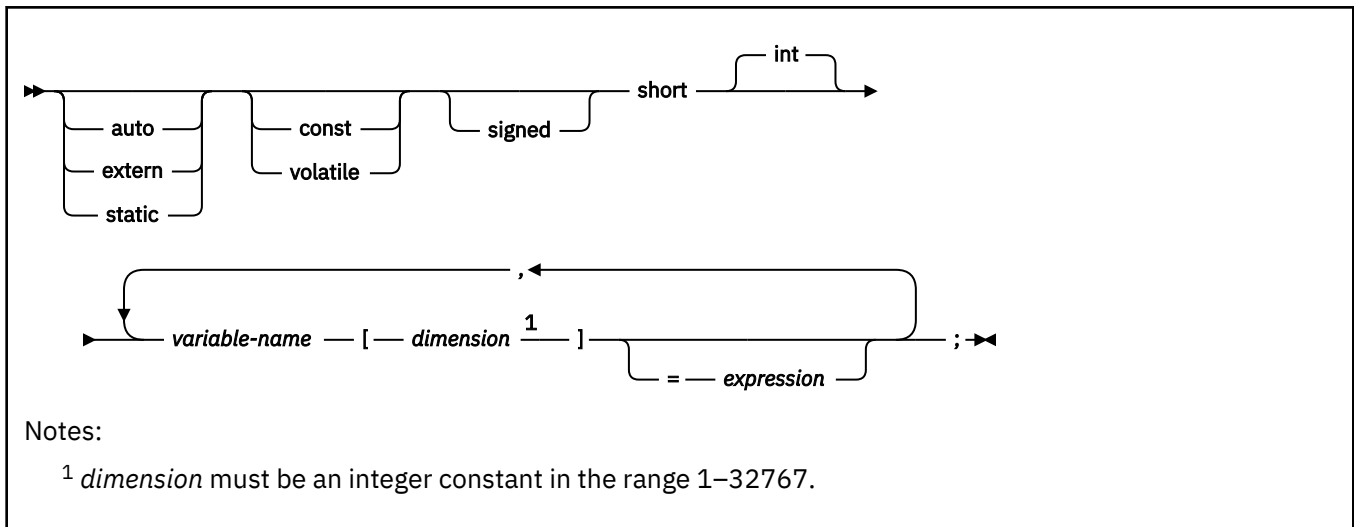 int
short
auto const signed
extern volatile
static
,
variable-name [ dimension 1 ] ;
= expression
Notes:
1 dimension must be an integer constant in the range 1–32767.